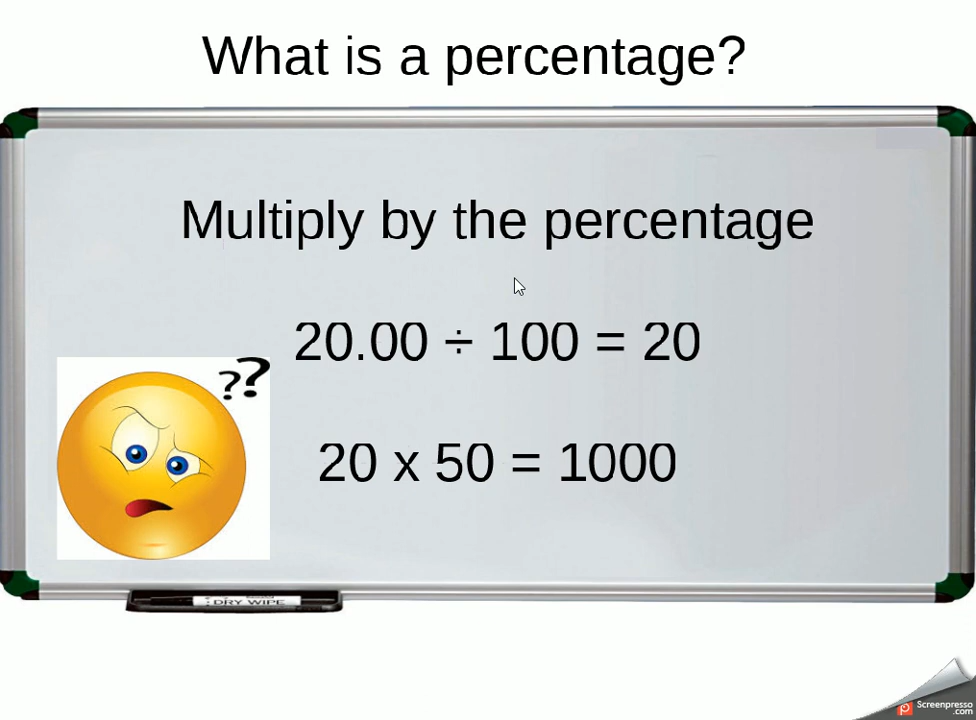 What is a percentage?
Multiply by the percentage
20.00 ÷ 100 = 20
20 x 50 = 1000
??
DRY WIPE
Screenpresso
.com